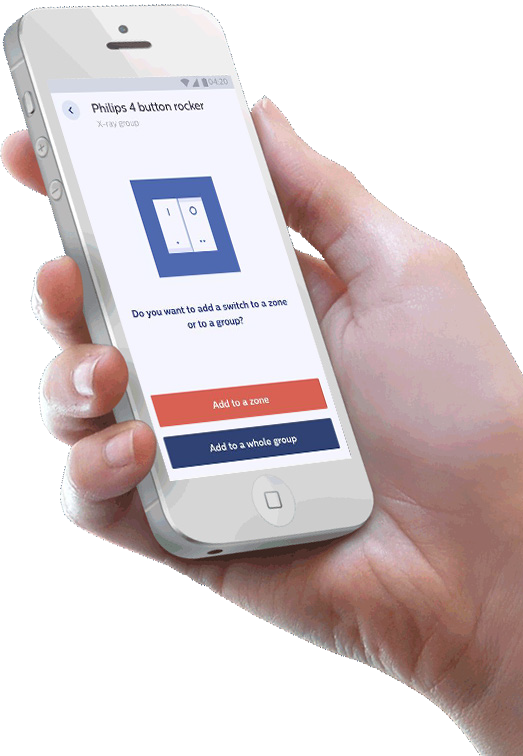 04:20
Philips 4 button rocker
X-ray group
I O
Do you want to add a switch to a zone
or to a group?
Add to a zone
Add to a whole group